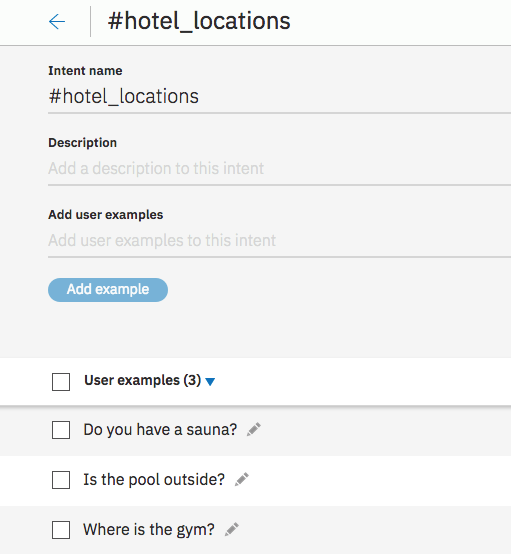 #hotel_locations
Intent name
#hotel_locations
Description
Add a description to this intent
Add user examples
Add user examples to this intent
Add example
User examples (3)
Do you have a sauna?
Is the pool outside?
Where is the gym?